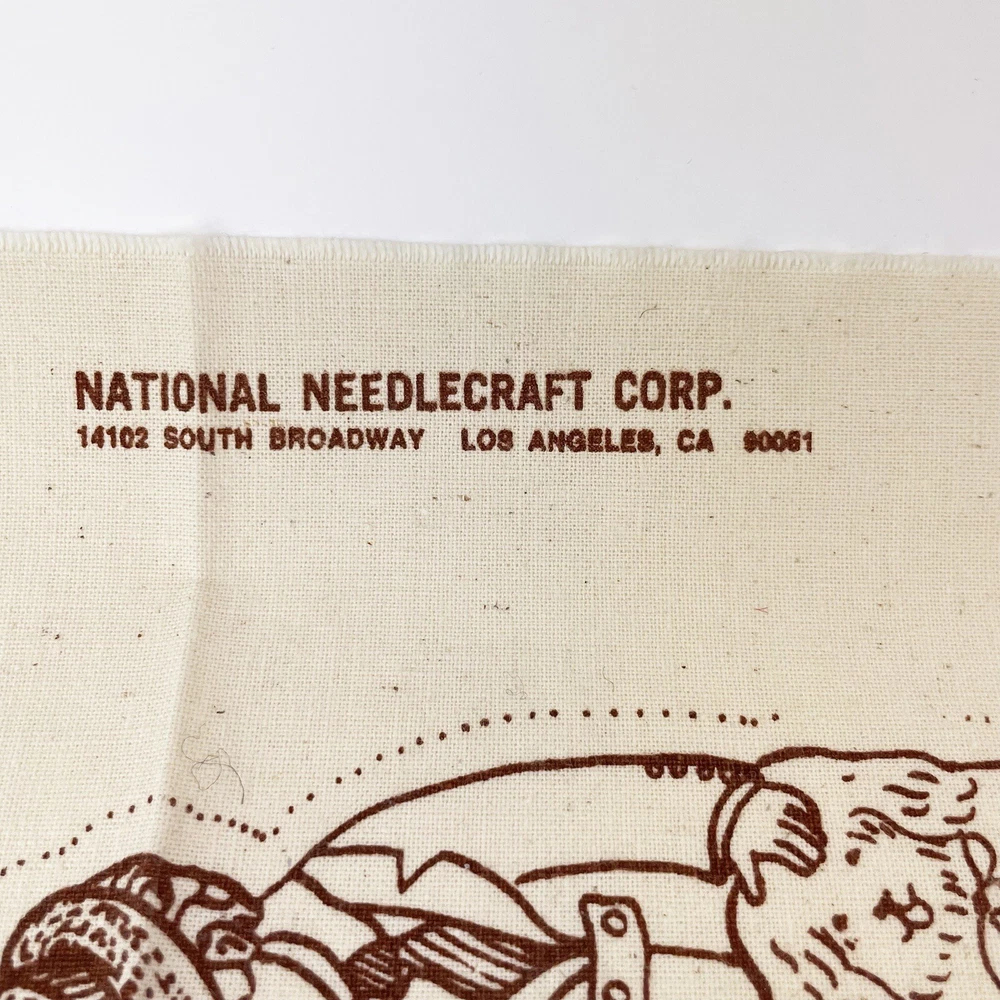 NATIONAL NEEDLECRAFT CORP.
14102 SOUTH BROADWAY LOS ANGELES, CA 90061